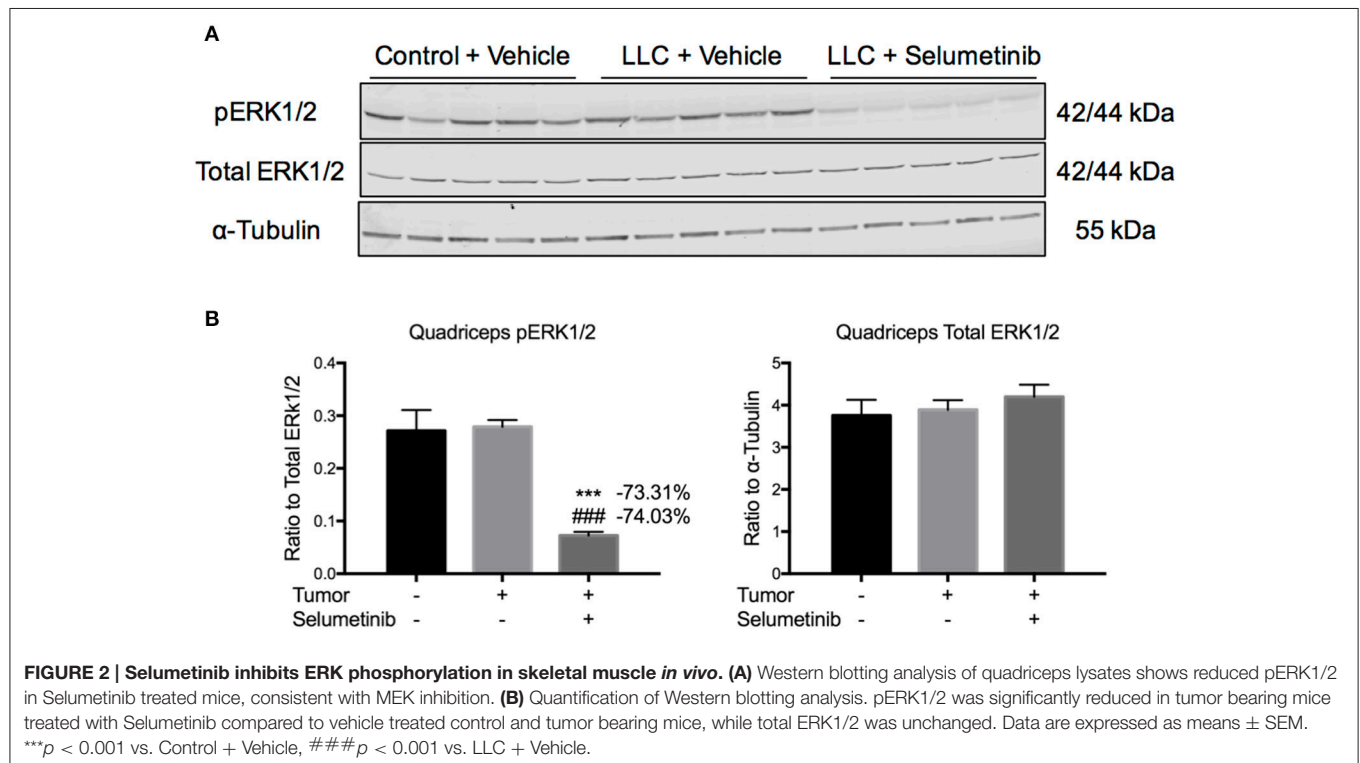 A
Control + Vehicle LLC + Vehicle LLC + Selumetinib
pERK1/2 42/44 kDa
Total ERK1/2 42/44 kDa
α-Tubulin 55 kDa
B
Quadriceps pERK1/2
Ratio to Total ERk1/2
0.4
0.3
0.2
0.1
0.0
*** -73.31%
### -74.03%
Tumor - + +
Selumetinib - - +
Quadriceps Total ERK1/2
Ratio to α-Tubulin
5
4
3
2
1
0
Tumor - + +
Selumetinib - - +
FIGURE 2 | Selumetinib inhibits ERK phosphorylation in skeletal muscle in vivo. (A) Western blotting analysis of quadriceps lysates shows reduced pERK1/2
in Selumetinib treated mice, consistent with MEK inhibition. (B) Quantification of Western blotting analysis. pERK1/2 was significantly reduced in tumor bearing mice
treated with Selumetinib compared to vehicle treated control and tumor bearing mice, while total ERK1/2 was unchanged. Data are expressed as means ± SEM.
***p < 0.001 vs. Control + Vehicle, ###p < 0.001 vs. LLC + Vehicle.